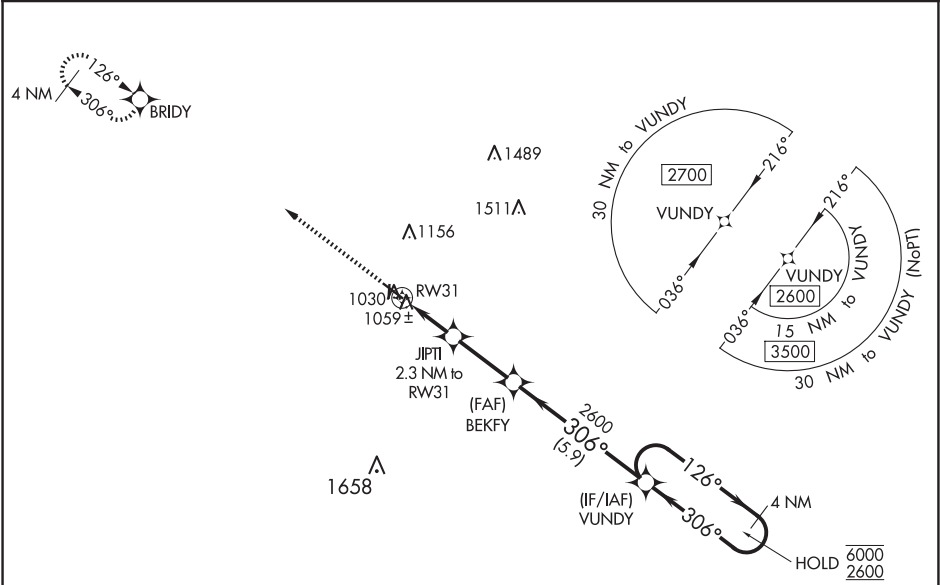 126°
4 NM
306°
BRIDY
1489
1511
1156
RW31
1030
1059 ±
JIPTI
2.3 NM to
RW31
(FAF)
BEKFY
2600
306°
(5.9)
1658
(IF/IAF)
VUNDY
126°
306°
4 NM
HOLD 6000
2600
30 NM to VUNDY
216°
2700
VUNDY
036°
216°
VUNDY
2600
15 NM to VUNDY
3500
036°
30 NM to VUNDY (NoPT)